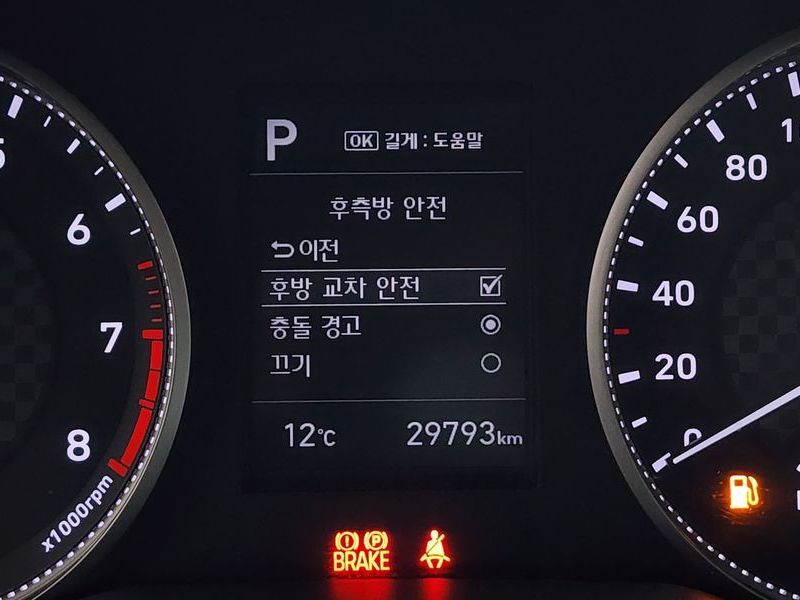 P
OK 길게 : 도움말
후측방 안전
이전
후방 교차 안전
충돌 경고
끄기
12℃ 29793km
6
7
8
x1000rpm
80
60
40
20
0
BRAKE